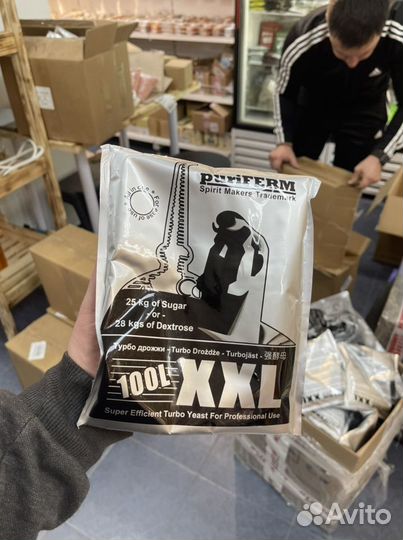 puriFERM
Spirit Makers Trademark
25 kg of Sugar
-or-
28 kgs of Dextrose
Турбо дрожжи - Turbo Drożdże - Turbojäst - 強酵母
100L XXL
Super Efficient Turbo Yeast For Professional Use
Avito